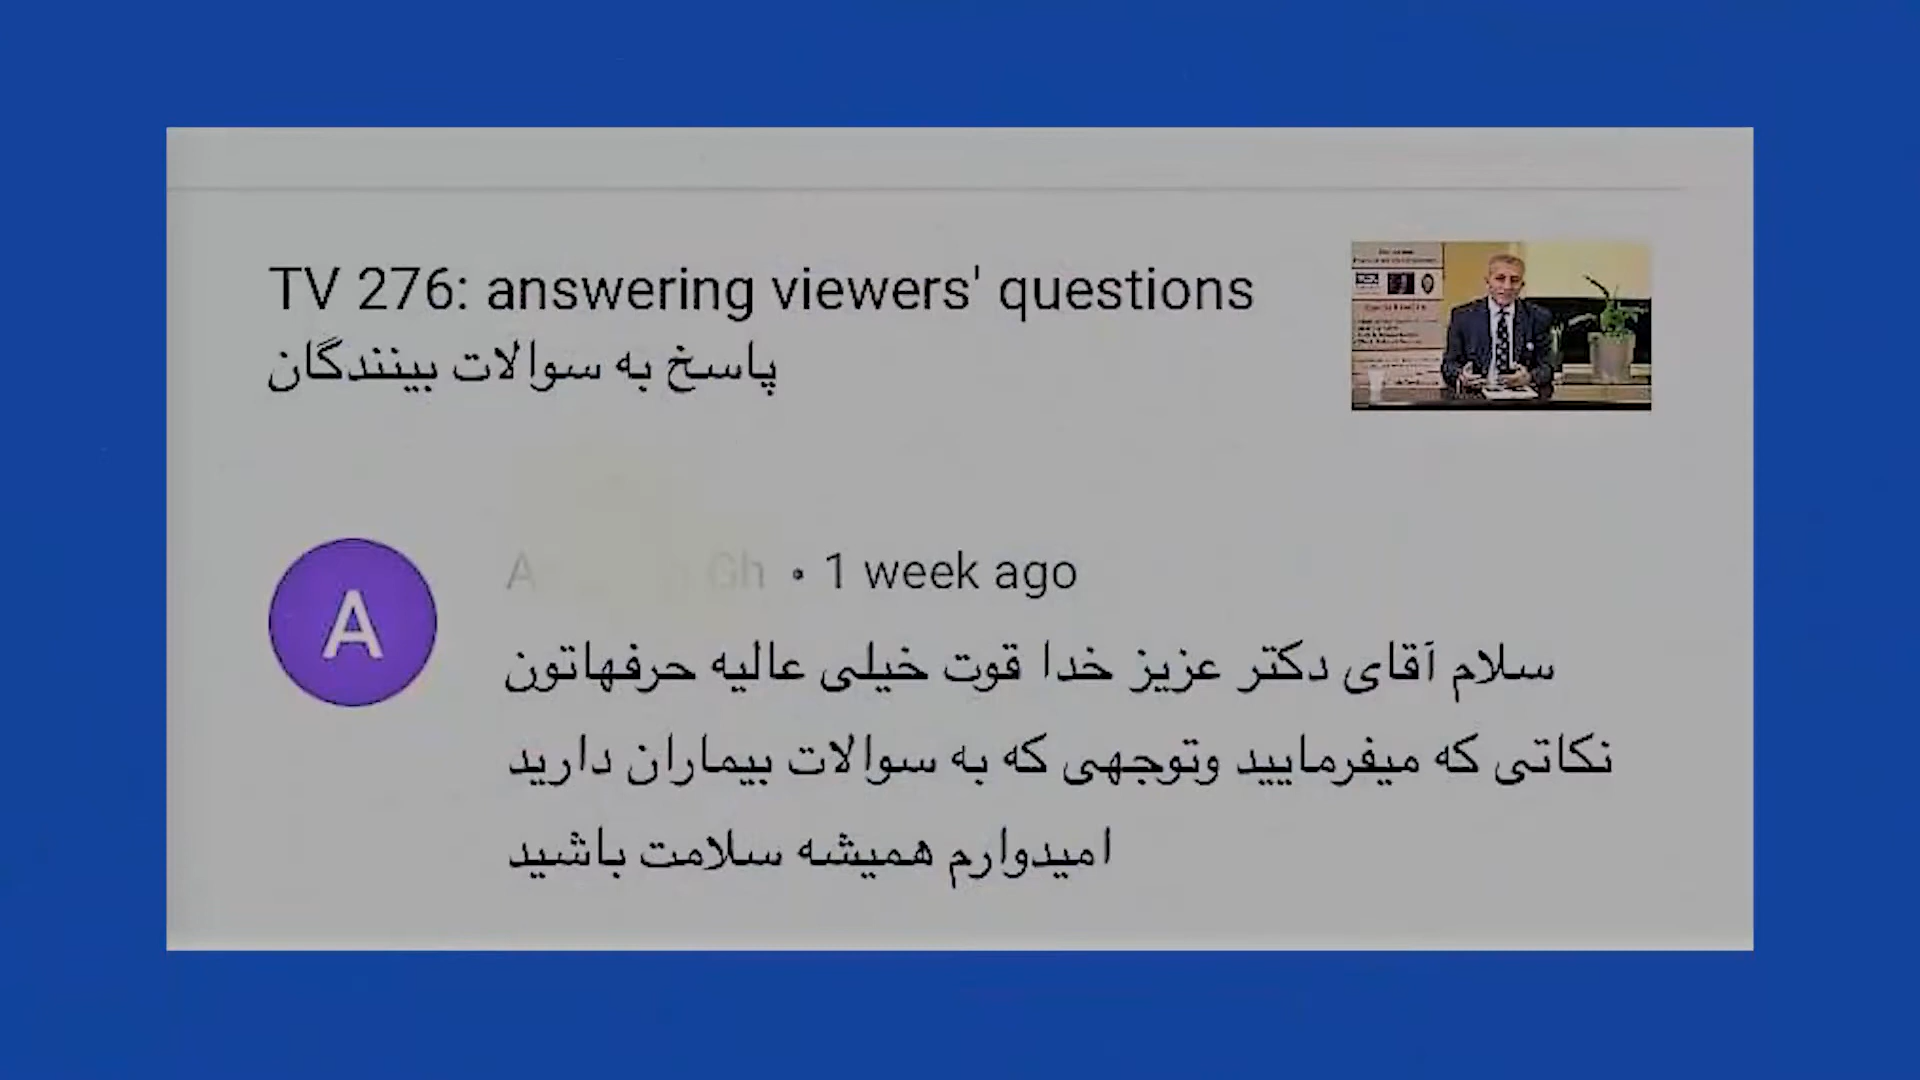 TV 276: answering viewers' questions
پاسخ به سوالات بینندگان
A
1 week ago
سلام آقای دکتر عزیز خدا قوت خیلی عالیه حرفهاتون
نکاتی که میفرمایید وتوجهی که به سوالات بیماران دارید
امیدوارم همیشه سلامت باشید